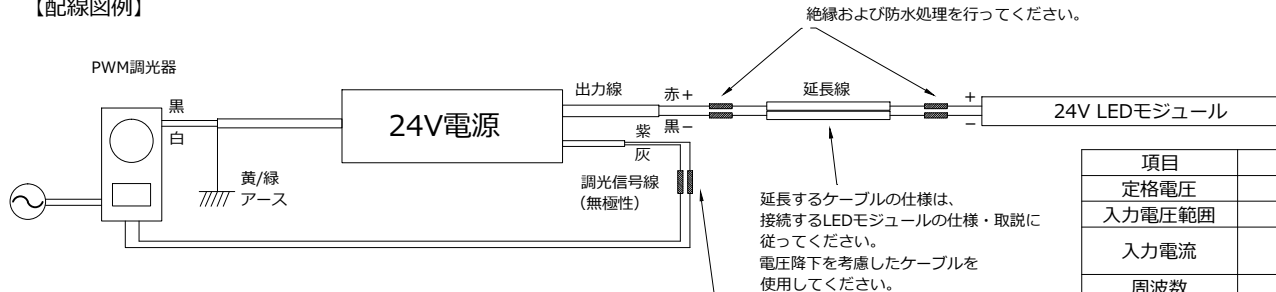 【配線図例】
絶縁および防水処理を行ってください。
PWM調光器
黒
白
黄/緑
アース
24V電源
出力線
赤+
黒−
紫
灰
調光信号線
(無極性)
延長線
+
−
24V LEDモジュール
延長するケーブルの仕様は、
接続するLEDモジュールの仕様・取説に
従ってください。
電圧降下を考慮したケーブルを
使用してください。
項目
定格電圧
入力電圧範囲
入力電流
周波数